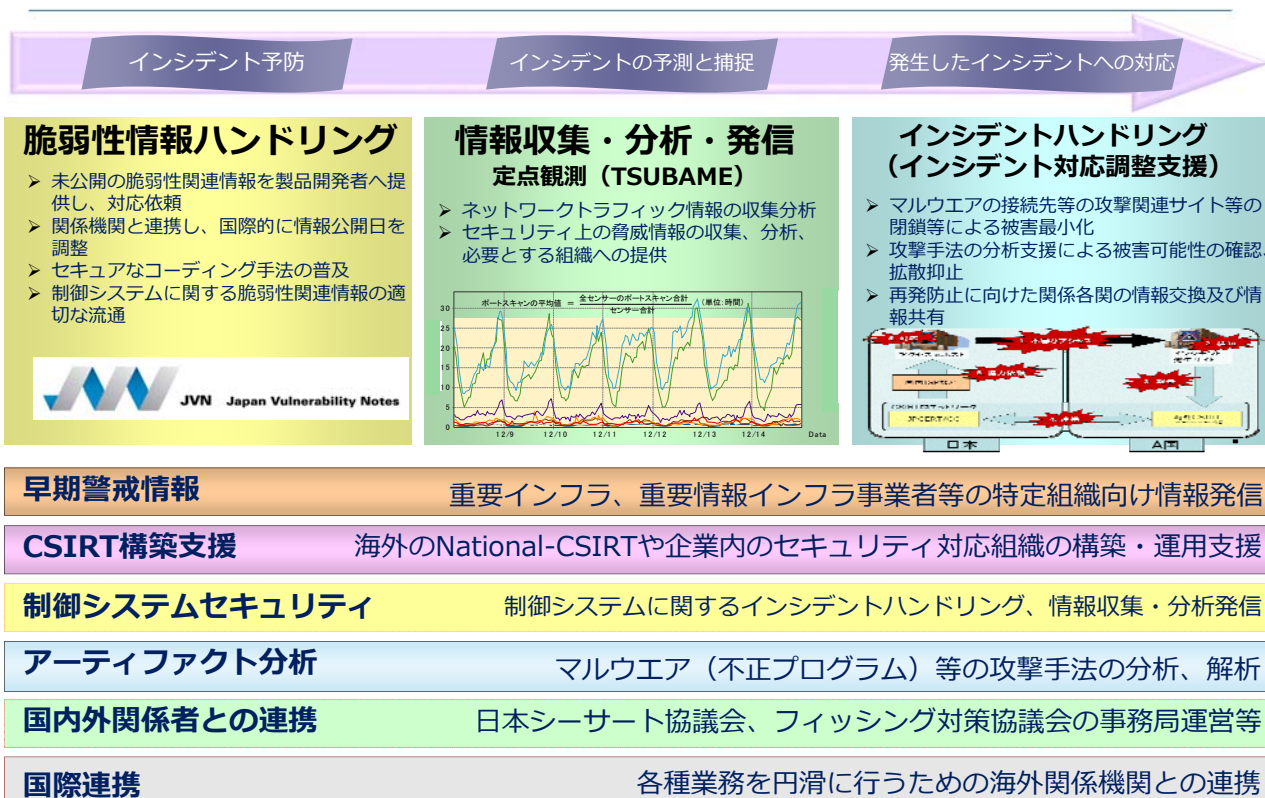 インシデント予防
インシデントの予測と捕捉
発生したインシデントへの対応
脆弱性情報ハンドリング
➢ 未公開の脆弱性関連情報を製品開発者へ提
供し、対応依頼
➢ 関係機関と連携し、国際的に情報公開日を
調整
➢ セキュアなコーディング手法の普及
➢ 制御システムに関する脆弱性関連情報の適
切な流通
JVN Japan Vulnerability Notes
情報収集・分析・発信
定点観測（TSUBAME）
➢ ネットワークトラフィック情報の収集分析
➢ セキュリティ上の脅威情報の収集、分析、
必要とする組織への提供
ポートスキャンの平均値 = 全センサーのポートスキャン合計 (単位:時間)
センサー合計
30
25
20
15
10
5
0
12/9 12/10 12/11 12/12 12/13 12/14 Data
インシデントハンドリング
（インシデント対応調整支援）
➢ マルウエアの接続先等の攻撃関連サイト等の
閉鎖等による被害最小化
➢ 攻撃手法の分析支援による被害可能性の確認、
拡散抑止
➢ 再発防止に向けた関係各関の情報交換及び情
報共有
JPCERT/CC
日本
A国
早期警戒情報
重要インフラ、重要情報インフラ事業者等の特定組織向け情報発信
CSIRT構築支援
海外のNational-CSIRTや企業内のセキュリティ対応組織の構築・運用支援
制御システムセキュリティ
制御システムに関するインシデントハンドリング、情報収集・分析発信
アーティファクト分析
マルウエア（不正プログラム）等の攻撃手法の分析、解析
国内外関係者との連携
日本シーサート協議会、フィッシング対策協議会の事務局運営等
国際連携
各種業務を円滑に行うための海外関係機関との連携